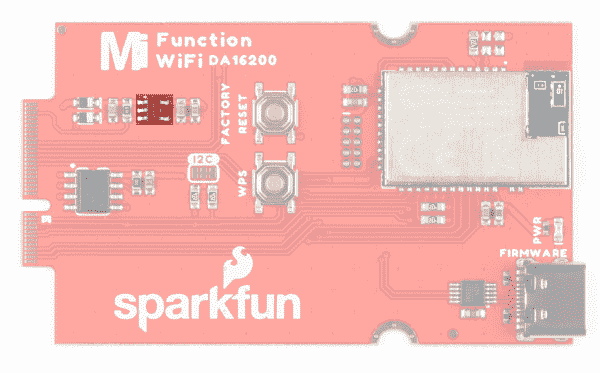 Mi Function
WiFi DA16200
FACTORY
RESET
I2C
WPS
PWR
FIRMWARE
sparkfun